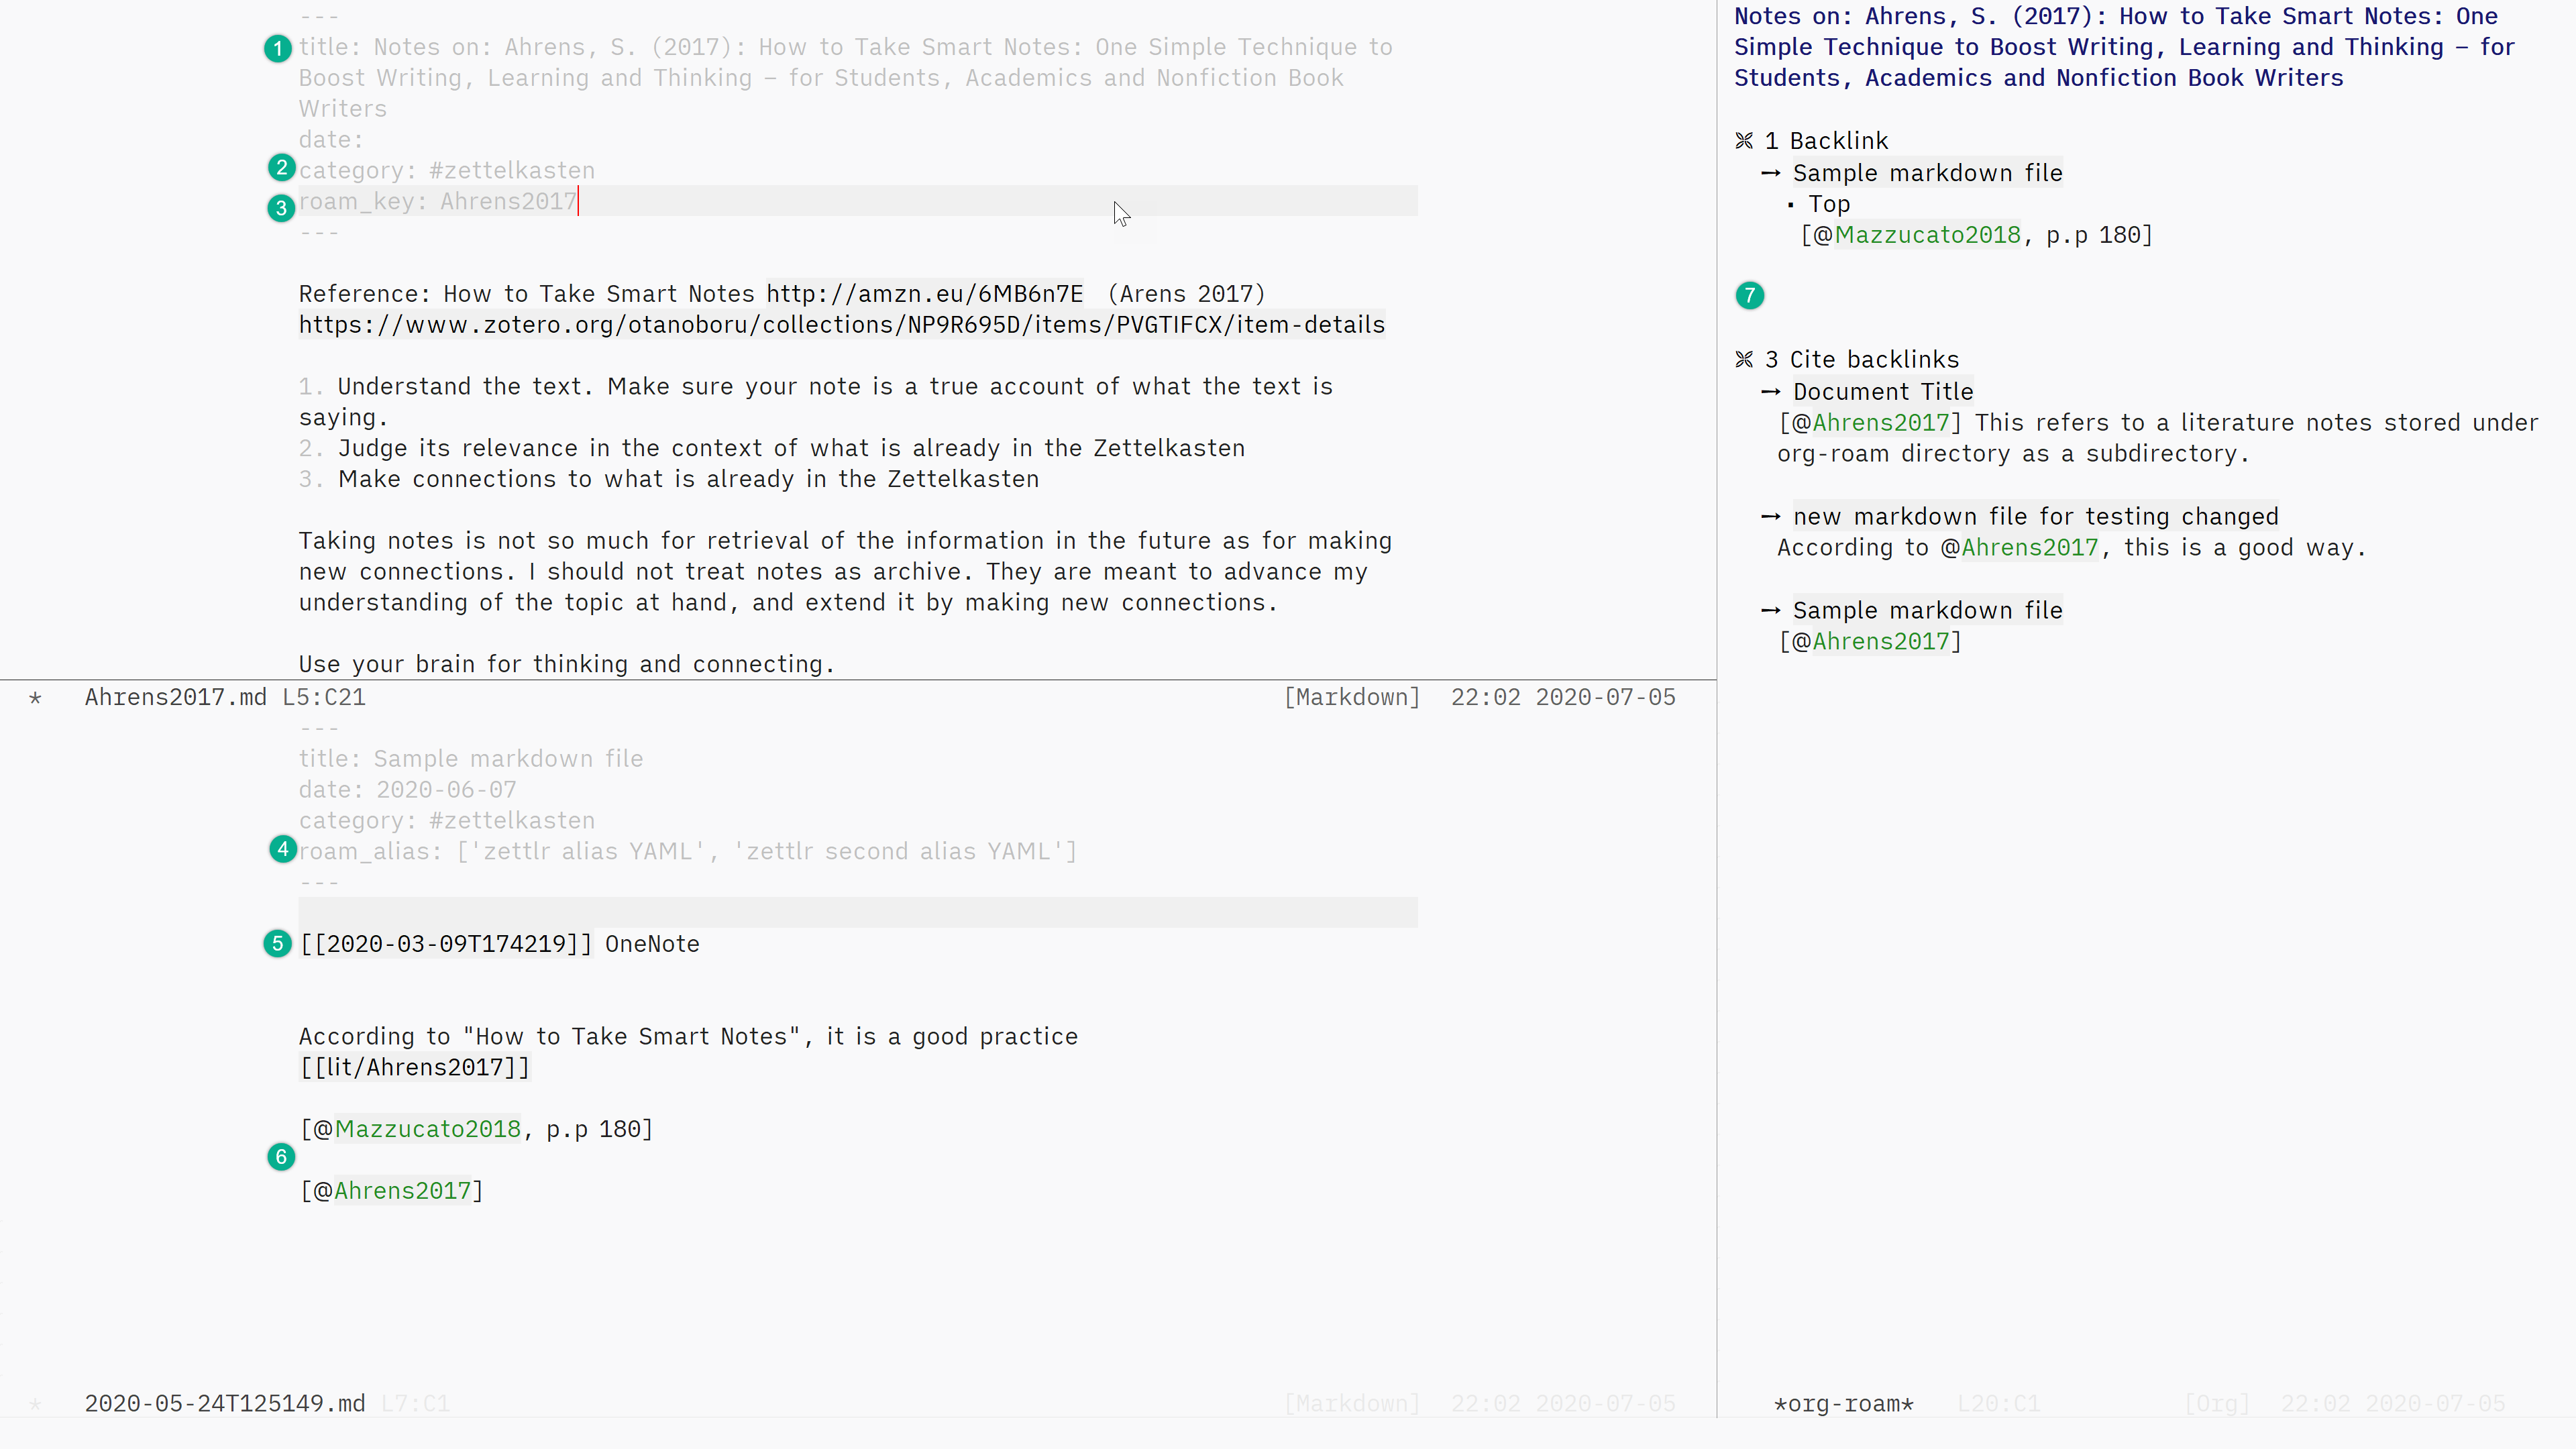 ---
1 title: Notes on: Ahrens, S. (2017): How to Take Smart Notes: One Simple Technique to
Boost Writing, Learning and Thinking – for Students, Academics and Nonfiction Book
Writers
date:
2 category: #zettelkasten
3 roam_key: Ahrens2017
---
Reference: How to Take Smart Notes http://amzn.eu/6MB6n7E (Arens 2017)
https://www.zotero.org/otanoboru/collections/NP9R695D/items/PVGTIFCX/item-details
1. Understand the text. Make sure your note is a true account of what the text is
saying.
2. Judge its relevance in the context of what is already in the Zettelkasten
3. Make connections to what is already in the Zettelkasten
Taking notes is not so much for retrieval of the information in the future as for making
new connections. I should not treat notes as archive. They are meant to advance my
understanding of the topic at hand, and extend it by making new connections.
Use your brain for thinking and connecting.
* Ahrens2017.md L5:C21 [Markdown] 22:02 2020-07-05
---
title: Sample markdown file
date: 2020-06-07
category: #zettelkasten
4 roam_alias: ['zettlr alias YAML', 'zettlr second alias YAML']
---
5 [[2020-03-09T174219]] OneNote
According to "How to Take Smart Notes", it is a good practice
[[lit/Ahrens2017]]
[@Mazzucato2018, p.p 180]
6
[@Ahrens2017]
* 2020-05-24T125149.md L7:C1 [Markdown] 22:02 2020-07-05
Notes on: Ahrens, S. (2017): How to Take Smart Notes: One
Simple Technique to Boost Writing, Learning and Thinking – for
Students, Academics and Nonfiction Book Writers
1 Backlink
→ Sample markdown file
▪ Top
[@Mazzucato2018, p.p 180]
7
3 Cite backlinks
→ Document Title
[@Ahrens2017] This refers to a literature notes stored under
org-roam directory as a subdirectory.
→ new markdown file for testing changed
According to @Ahrens2017, this is a good way.
→ Sample markdown file
[@Ahrens2017]
*org-roam* L20:C1 [Org] 22:02 2020-07-05